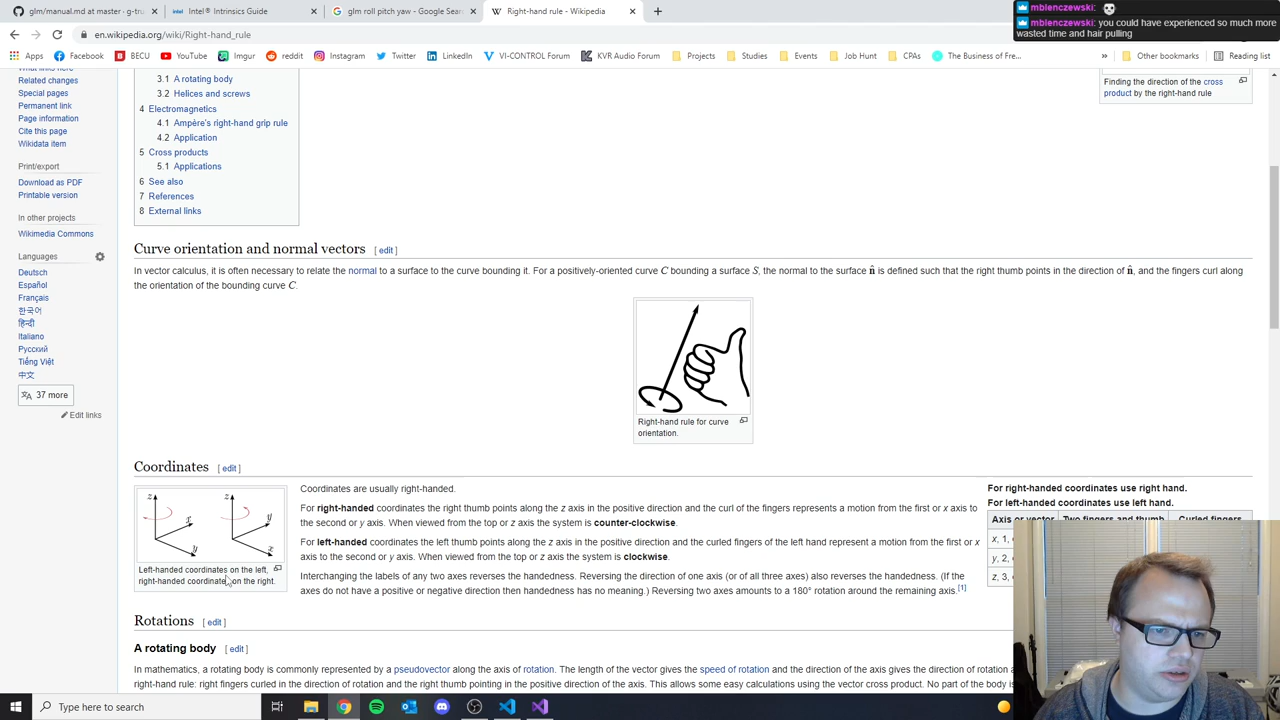 glm/manual.md at master · g-tru
Intel® Intrinsics Guide
glm roll pitch yaw - Google Sear
Right-hand rule - Wikipedia
mblenczewski:
mblenczewski: you could have experienced so much more
wasted time and hair pulling
en.wikipedia.org/wiki/Right-hand_rule
Apps
Facebook
BECU
YouTube
Imgur
reddit
Instagram
Twitter
LinkedIn
VI-CONTROL Forum
KVR Audio Forum
Projects
Studies
Events
Job Hunt
CPAs
The Business of Fre...
Other bookmarks
Reading list
Related changes
Special pages
Permanent link
Page information
Cite this page
Wikidata item
Print/export
Download as PDF
Printable version
In other projects
Wikimedia Commons
Languages
Deutsch
Español
Français
한국어
हिन्दी
Italiano
Русский
Tiếng Việt
中文
37 more
Edit links
3.1 A rotating body
3.2 Helices and screws
4 Electromagnetics
4.1 Ampère's right-hand grip rule
4.2 Application
5 Cross products
5.1 Applications
6 See also
7 References
8 External links
Finding the direction of the cross
product by the right-hand rule
Curve orientation and normal vectors [ edit ]
In vector calculus, it is often necessary to relate the normal to a surface to the curve bounding it. For a positively-oriented curve C bounding a surface S, the normal to the surface n̂ is defined such that the right thumb points in the direction of n̂, and the fingers curl along
the orientation of the bounding curve C.
Right-hand rule for curve
orientation.
Coordinates [ edit ]
z x y
z y x
Left-handed coordinates on the left,
right-handed coordinates on the right.
Coordinates are usually right-handed.
For right-handed coordinates the right thumb points along the z axis in the positive direction and the curl of the fingers represents a motion from the first or x axis to
the second or y axis. When viewed from the top or z axis the system is counter-clockwise.
For left-handed coordinates the left thumb points along the z axis in the positive direction and the curled fingers of the left hand represent a motion from the first or x
axis to the second or y axis. When viewed from the top or z axis the system is clockwise.
Interchanging the labels of any two axes reverses the handedness. Reversing the direction of one axis (or of all three axes) also reverses the handedness. (If the
axes do not have a positive or negative direction then handedness has no meaning.) Reversing two axes amounts to a 180° rotation around the remaining axis.[1]
For right-handed coordinates use right hand.
For left-handed coordinates use left hand.
Axis or vector Two fingers and thumb Curled fingers
x, 1,
y, 2,
z, 3,
Rotations [ edit ]
A rotating body [ edit ]
In mathematics, a rotating body is commonly represented by a pseudovector along the axis of rotation. The length of the vector gives the speed of rotation and the direction of the axis gives the direction of rotation
right-hand rule: right fingers curled in the direction of rotation and the right thumb pointing in the positive direction of the axis. This allows some easy calculations using the vector cross product. No part of the body is
Type here to search